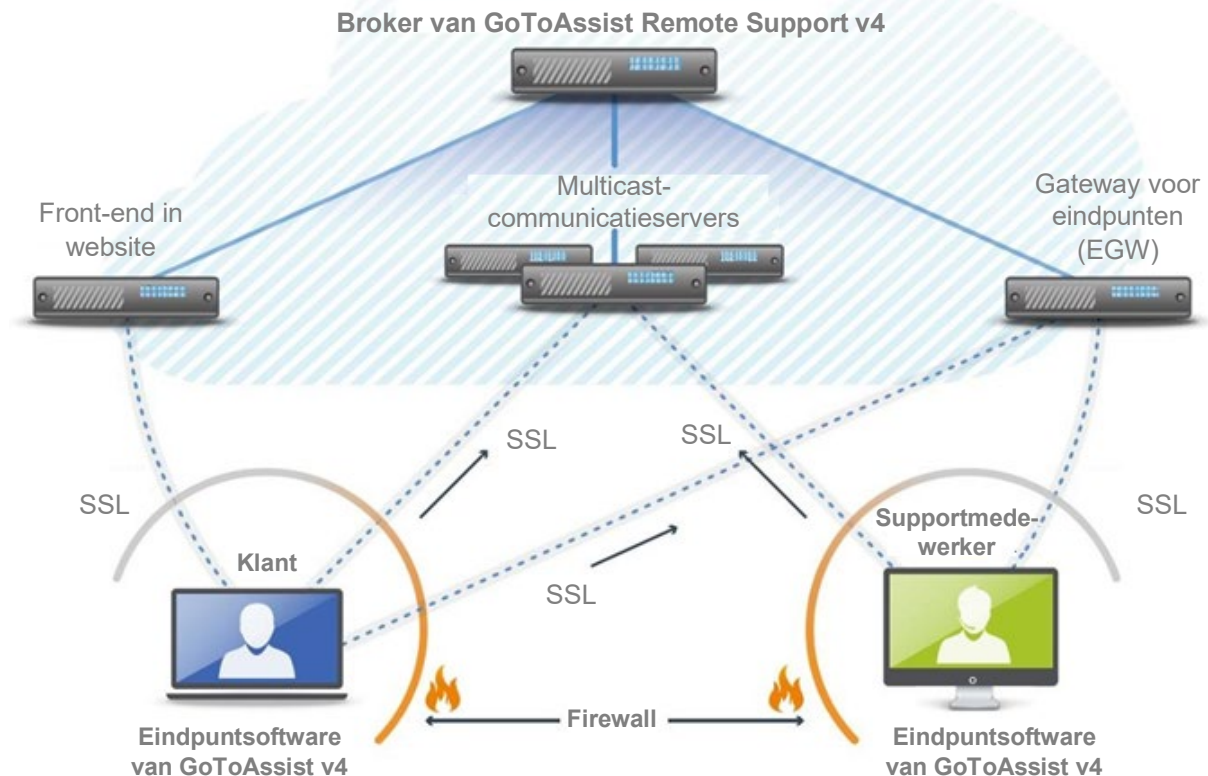 Broker van GoToAssist Remote Support v4
Front-end in
website
Multicast-
communicatieservers
Gateway voor
eindpunten
(EGW)
SSL
SSL
SSL
SSL
SSL
Klant
Supportmede-
werker
Firewall
Eindpuntsoftware
van GoToAssist v4
Eindpuntsoftware
van GoToAssist v4